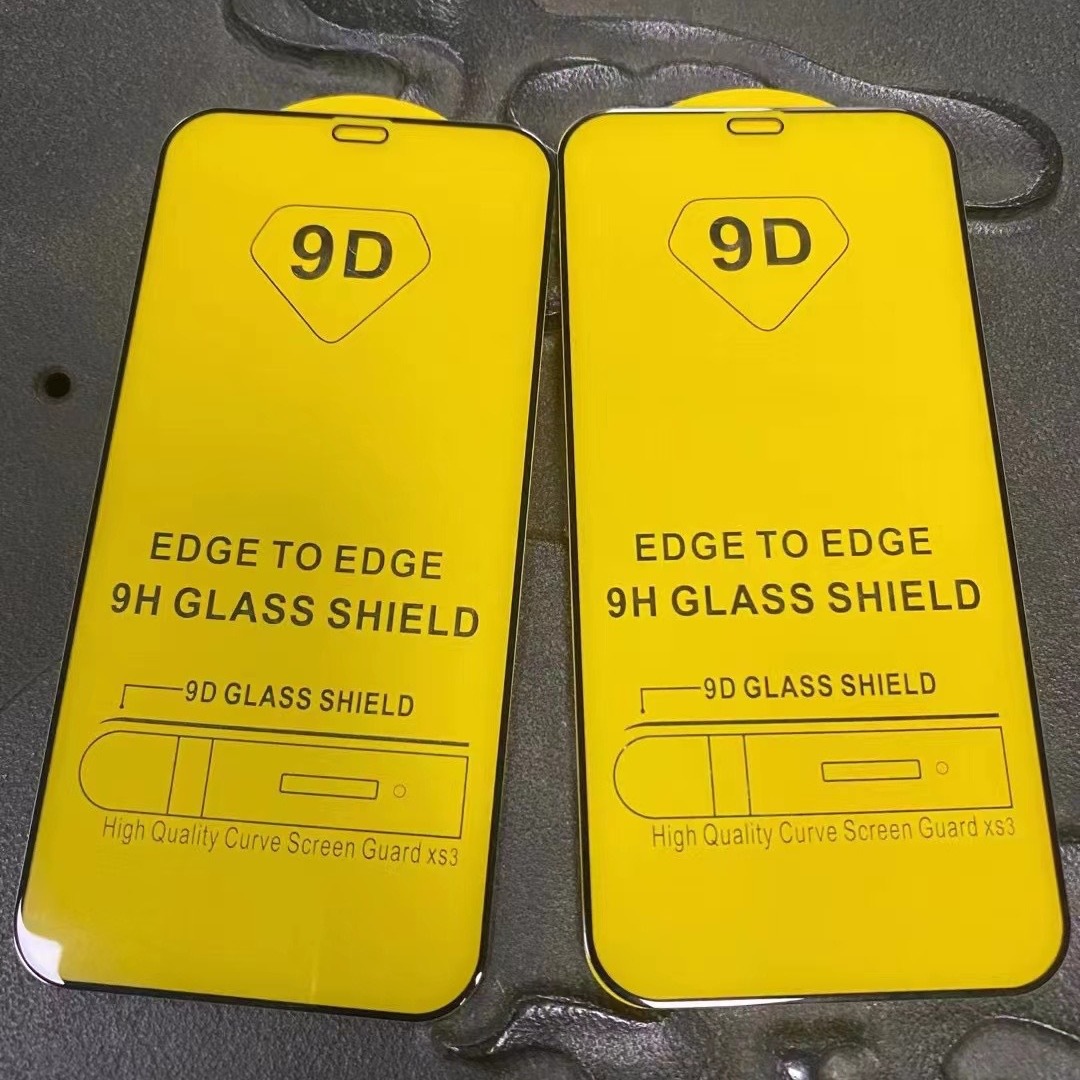 9D
EDGE TO EDGE
9H GLASS SHIELD
9D GLASS SHIELD
High Quality Curve Screen Guard xs3
9D
EDGE TO EDGE
9H GLASS SHIELD
9D GLASS SHIELD
High Quality Curve Screen Guard xs3